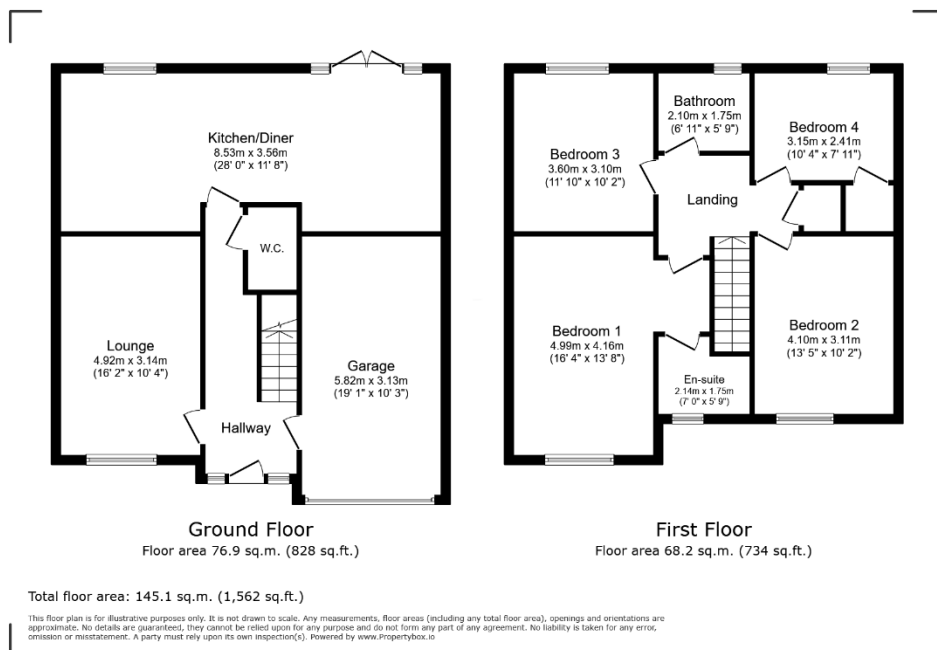 Kitchen/Diner
8.53m x 3.56m
(28' 0" x 11' 8")
W.C.
Lounge
4.92m x 3.14m
(16' 2" x 10' 4")
Garage
5.82m x 3.13m
(19' 1" x 10' 3")
Hallway
Ground Floor
Floor area 76.9 sq.m. (828 sq.ft.)
Bathroom
2.10m x 1.75m
(6' 11" x 5' 9")
Bedroom 4
3.15m x 2.41m
(10' 4" x 7' 11")
Bedroom 3
3.60m x 3.10m
(11' 10" x 10' 2")
Landing
Bedroom 1
4.99m x 4.16m
(16' 4" x 13' 8")
Bedroom 2
4.10m x 3.11m
(13' 5" x 10' 2")
En-suite
2.14m x 1.75m
(7' 0" x 5' 9")
First Floor
Floor area 68.2 sq.m. (734 sq.ft.)
Total floor area: 145.1 sq.m. (1,562 sq.ft.)
This floor plan is for illustrative purposes only. It is not drawn to scale. Any measurements, floor areas (including any total floor area), openings and orientations are
approximate. No details are guaranteed, they cannot be relied upon for any purpose and do not form any part of any agreement. No liability is taken for any error,
omission or misstatement. A party must rely upon its own inspection(s). Powered by www.Propertybox.io